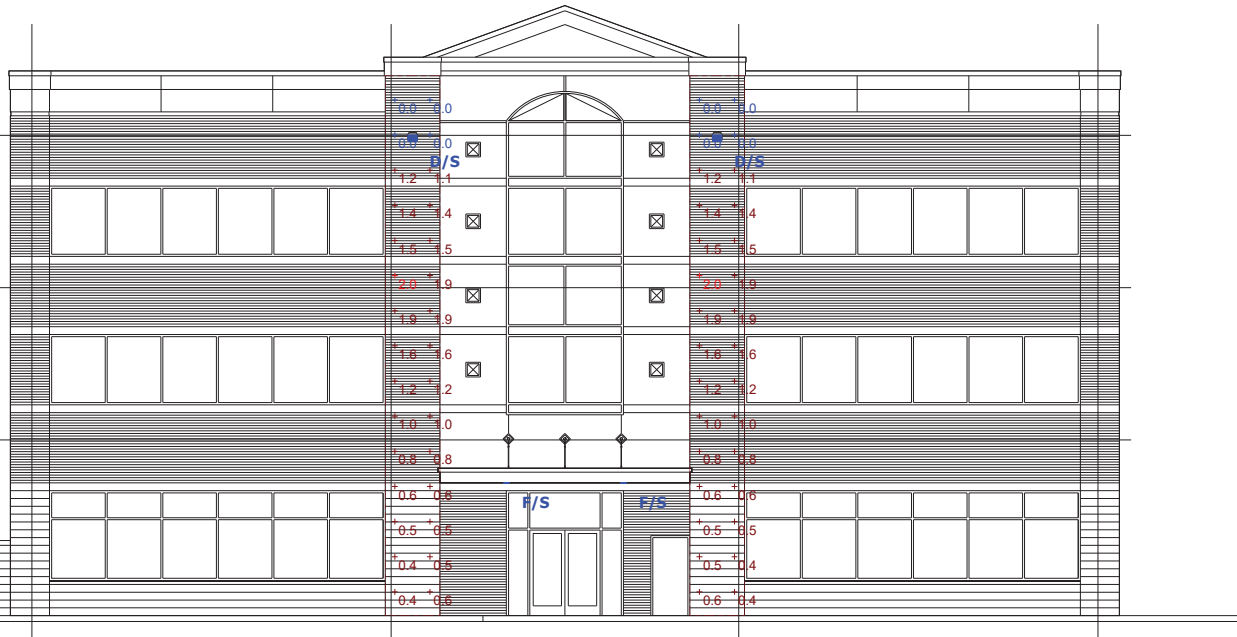 0.0 0.0 0.0 0.0
0.0 0.0 0.0 0.0
D/S D/S
1.2 1.1 1.2 1.1
1.4 1.4 1.4 1.4
1.5 1.5 1.5 1.5
2.0 1.9 2.0 1.9
1.9 1.9 1.9 1.9
1.6 1.6 1.6 1.6
1.2 1.2 1.2 1.2
1.0 1.0 1.0 1.0
0.8 0.8 0.8 0.8
0.6 0.6 0.6 0.6
F/S F/S
0.5 0.5 0.5 0.5
0.4 0.5 0.5 0.4
0.4 0.6 0.6 0.4